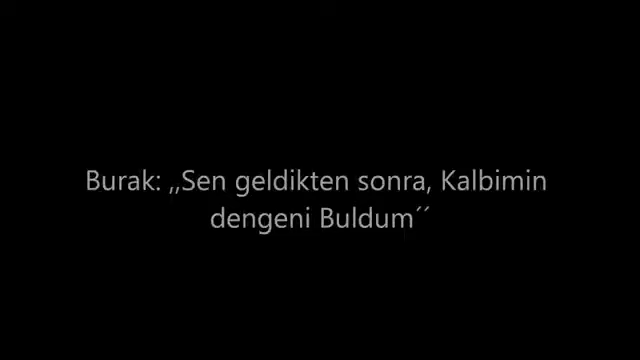 Burak: ,,Sen geldikten sonra, Kalbimin
dengeni Buldum´´